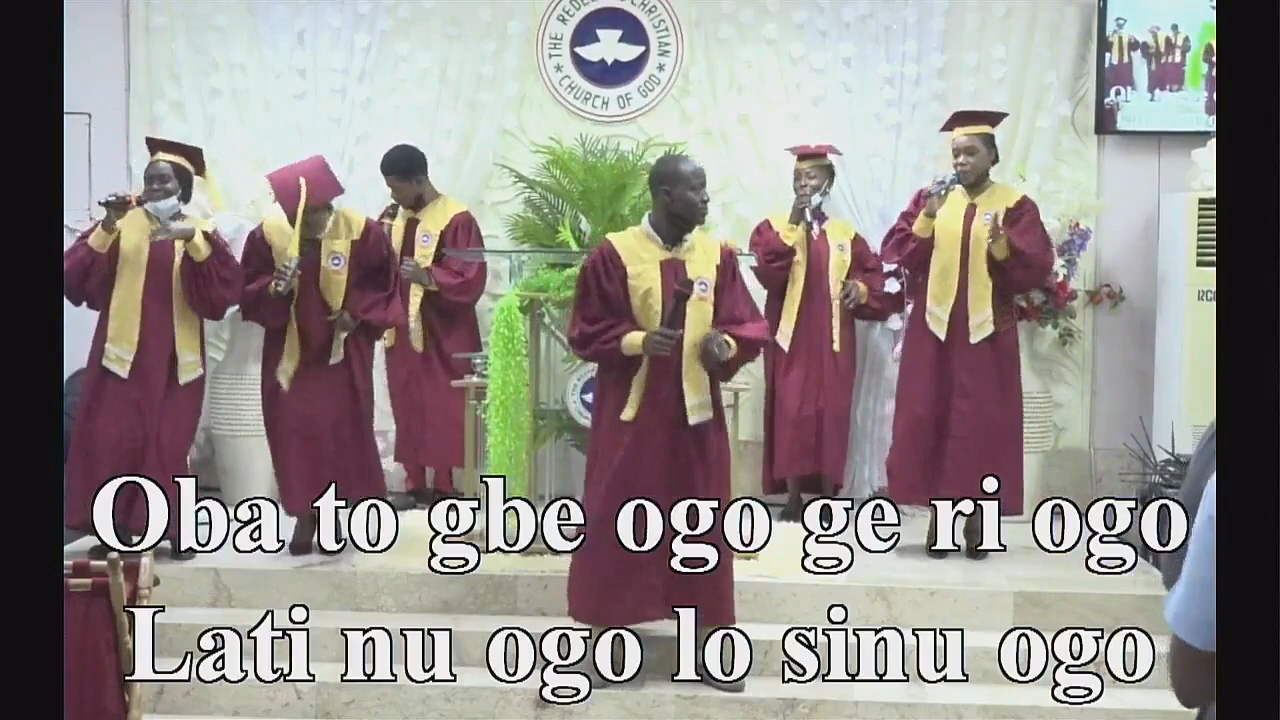 THE REDEEMED CHRISTIAN
CHURCH OF GOD
Oba to gbe ogo ge ri ogo
Lati nu ogo lo sinu ogo